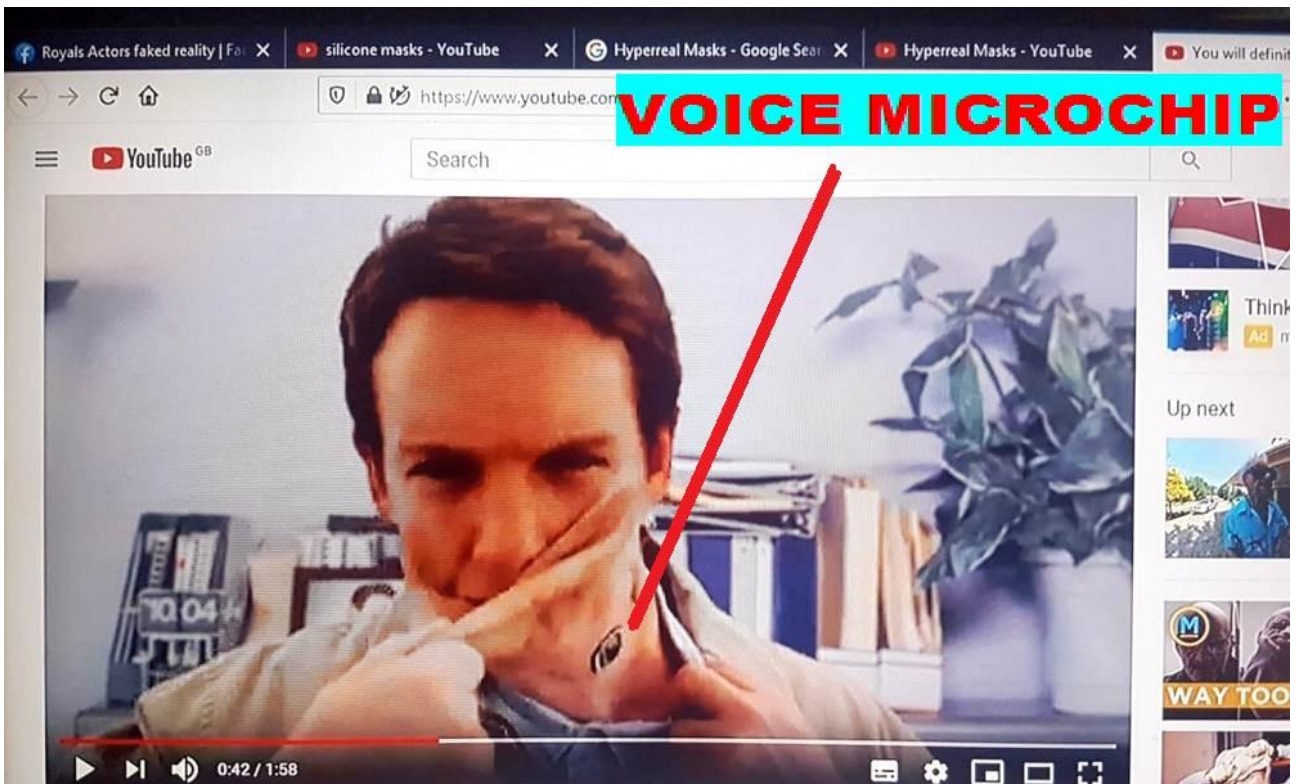 Royals Actors faked reality | Fa
silicone masks - YouTube
Hyperreal Masks - Google Sear
Hyperreal Masks - YouTube
You will definit
https://www.youtube.com
VOICE MICROCHIP
YouTube GB
Search
Think
Ad
Up next
10:04
M
WAY TOO
0:42 / 1:58